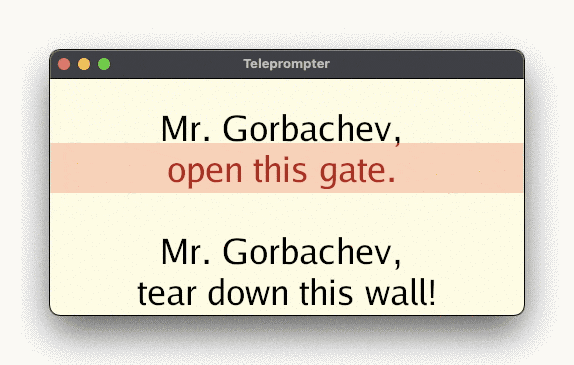 Teleprompter
Mr. Gorbachev,
open this gate.
Mr. Gorbachev,
tear down this wall!